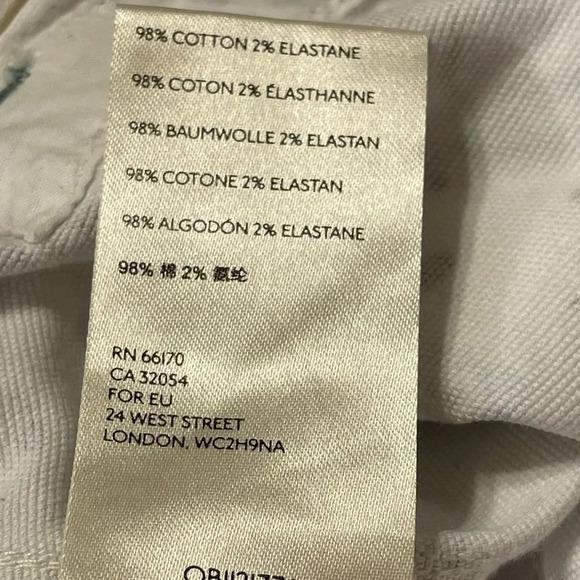 98% COTTON 2% ELASTANE
98% COTON 2% ÉLASTHANNE
98% BAUMWOLLE 2% ELASTAN
98% COTONE 2% ELASTAN
98% ALGODÓN 2% ELASTANE
98% 棉 2% 氨纶
RN 66170
CA 32054
FOR EU
24 WEST STREET
LONDON, WC2H9NA